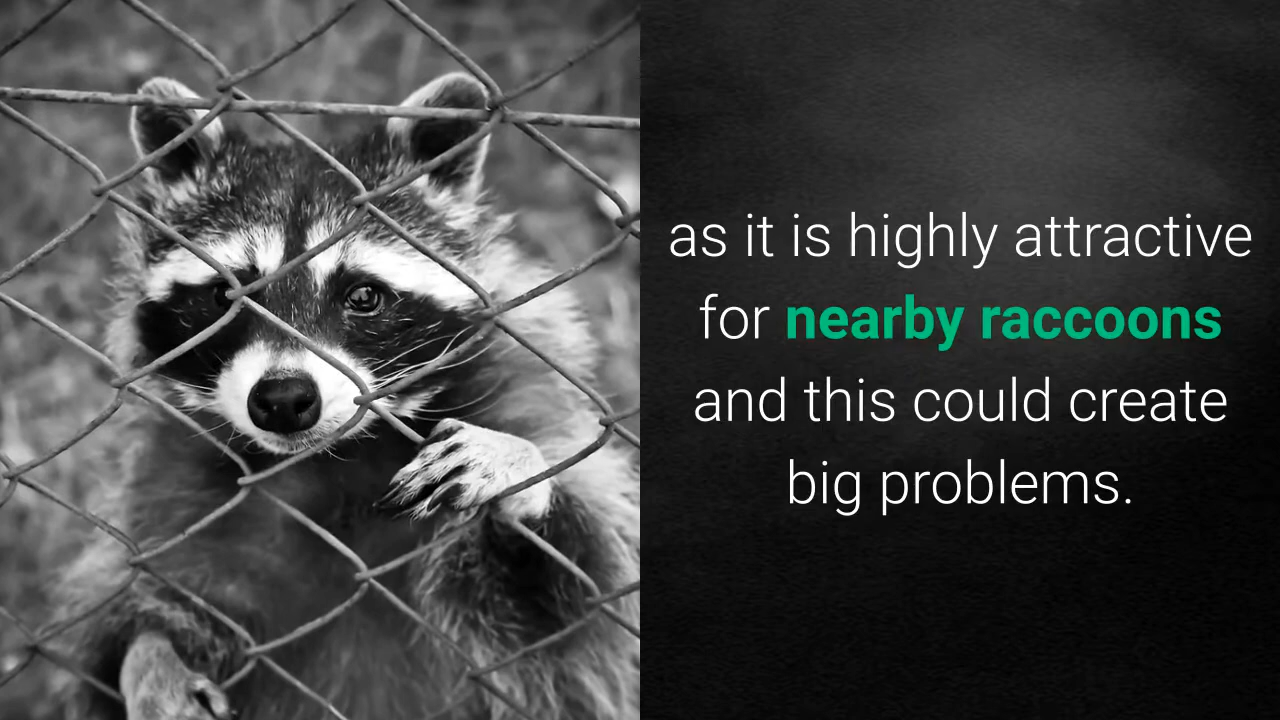 as it is highly attractive
for nearby raccoons
and this could create
big problems.